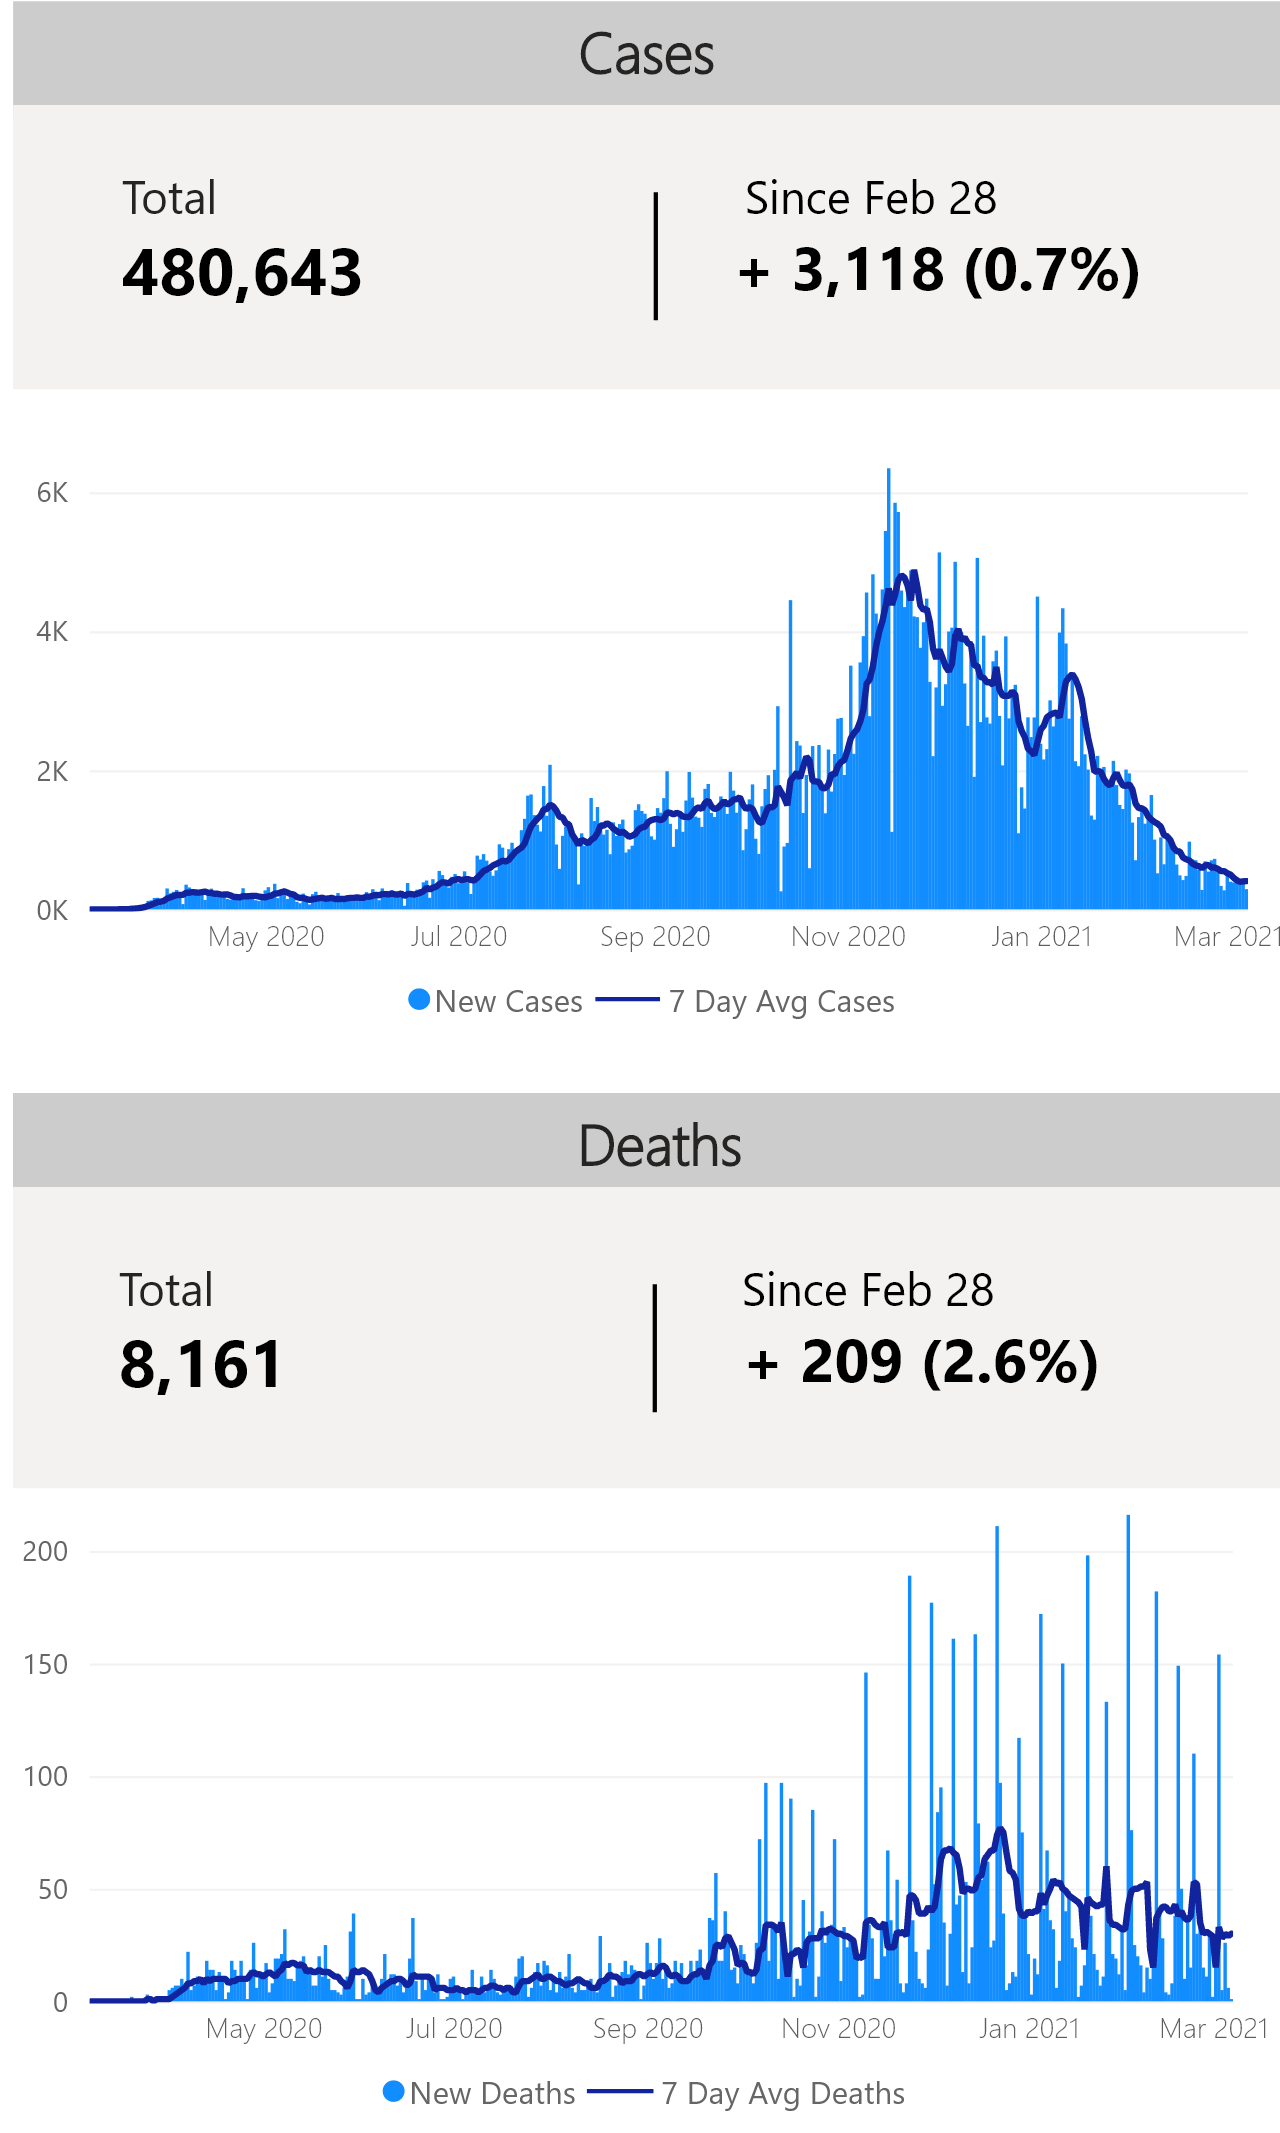 Cases
Total
Since Feb 28
480,643
+ 3,118 (0.7%)
6K
4K
2K
0K
May 2020
Jul 2020
Sep 2020
Nov 2020
Jan 2021
Mar 2021
New Cases
7 Day Avg Cases
Deaths
Total
Since Feb 28
8,161
+ 209 (2.6%)
200
150
100
50
0
May 2020
Jul 2020
Sep 2020
Nov 2020
Jan 2021
Mar 2021
New Deaths
7 Day Avg Deaths